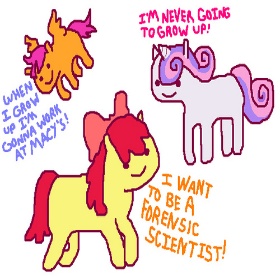 I'M NEVER GOING
TO GROW UP!
WHEN
I GROW
UP I'M
GONNA WORK
AT MACY'S!
I WANT
TO BE A
FORENSIC
SCIENTIST!